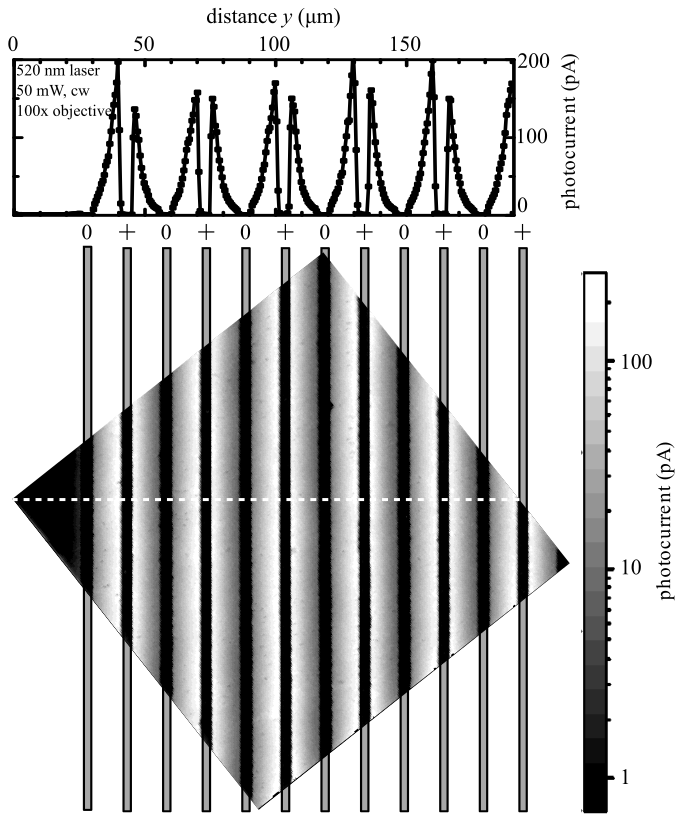 distance y (μm)
0 50 100 150
520 nm laser
50 mW, cw
100x objective
200
100
0
photocurrent (pA)
0 + 0 + 0 + 0 + 0 + 0 +
100
10
1
photocurrent (pA)